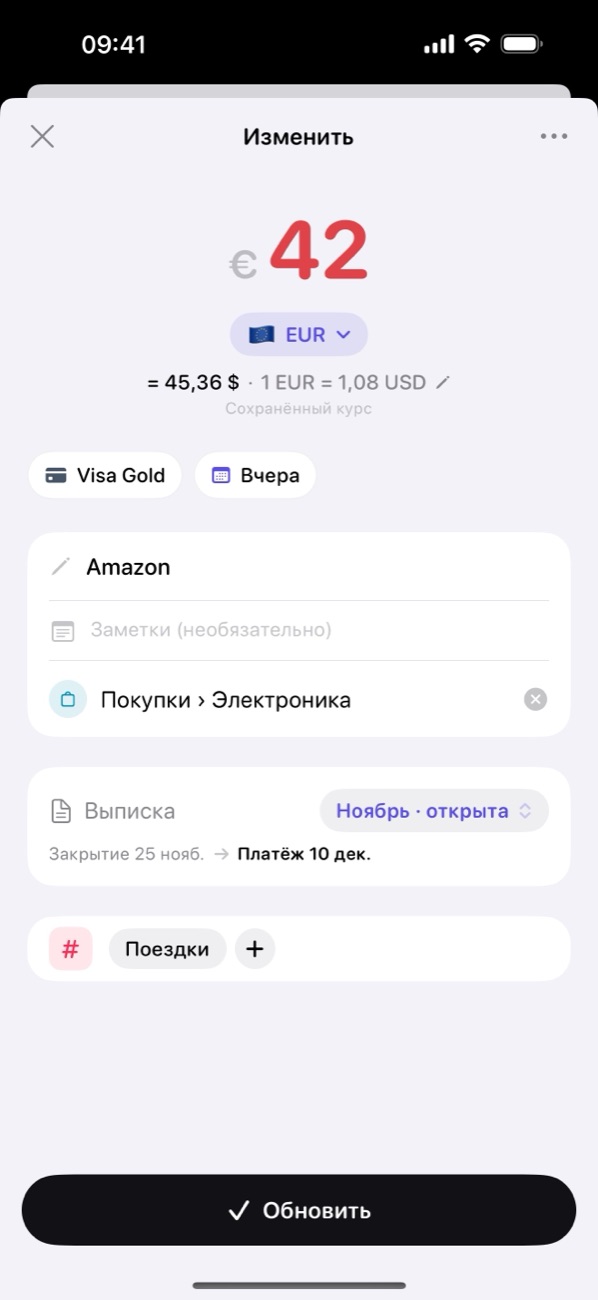 09:41
Изменить
€ 42
EUR
= 45,36 $ · 1 EUR = 1,08 USD
Сохранённый курс
Visa Gold
Вчера
Amazon
Заметки (необязательно)
Покупки › Электроника
Выписка
Ноябрь · открыта
Закрытие 25 нояб. → Платёж 10 дек.
# Поездки +
Обновить